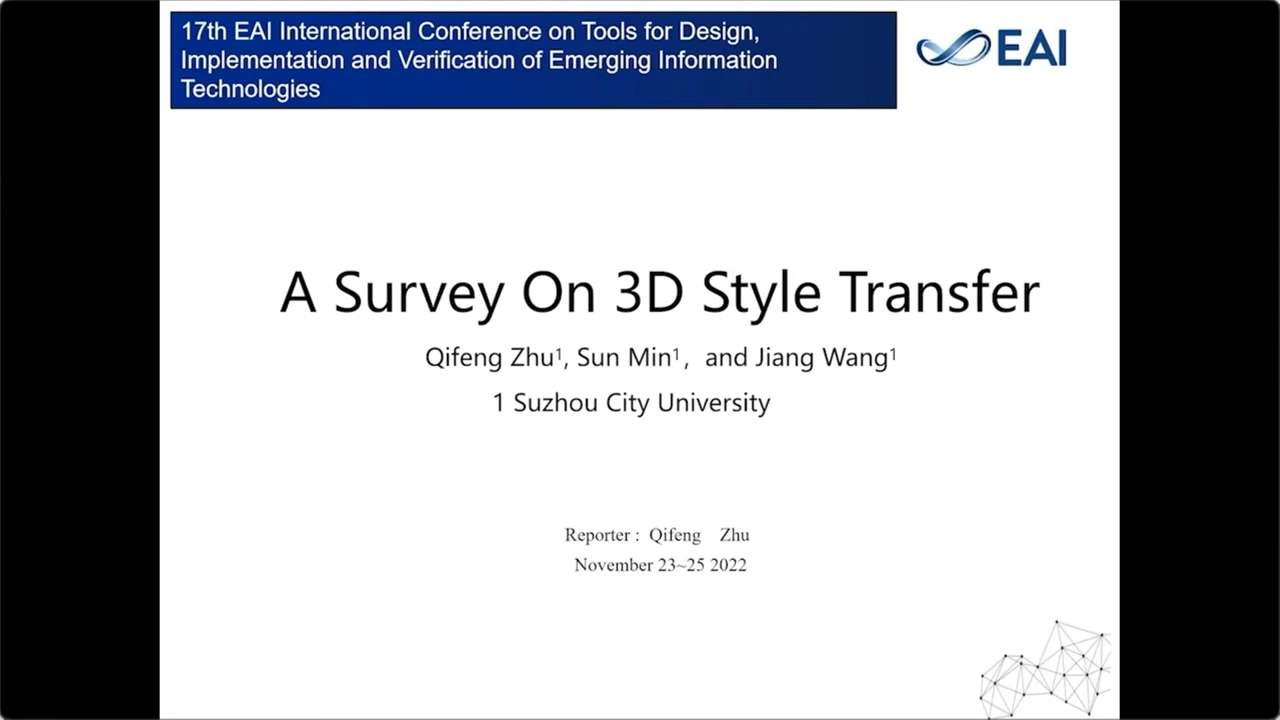 17th EAI International Conference on Tools for Design,
Implementation and Verification of Emerging Information
Technologies
EAI
A Survey On 3D Style Transfer
Qifeng Zhu¹, Sun Min¹, and Jiang Wang¹
1 Suzhou City University
Reporter : Qifeng Zhu
November 23~25 2022